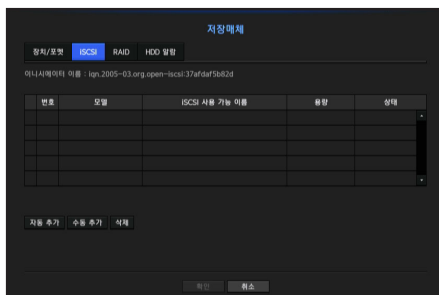 저장매체
장치/포맷 iSCSI RAID HDD 알람
이니시에이터 이름 : iqn.2005-03.org.open-iscsi:37afdaf5b82d
번호 모델 iSCSI 사용 가능 이름 용량 상태
자동 추가 수동 추가 삭제
확인 취소